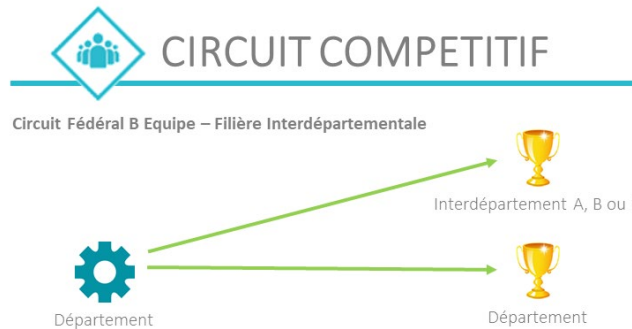 CIRCUIT COMPETITIF
Circuit Fédéral B Equipe – Filière Interdépartementale
Interdépartement A, B ou
Département
Département